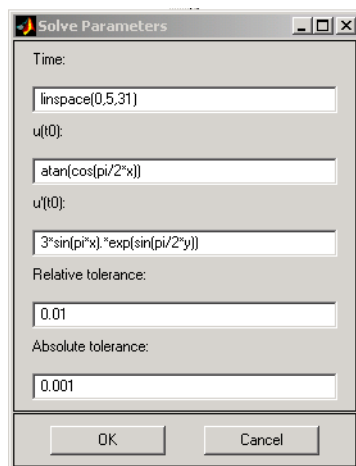 Solve Parameters
Time:
linspace(0,5,31)
u(t0):
atan(cos(pi/2*x))
u'(t0):
3*sin(pi*x).*exp(sin(pi/2*y))
Relative tolerance:
0.01
Absolute tolerance:
0.001
OK Cancel